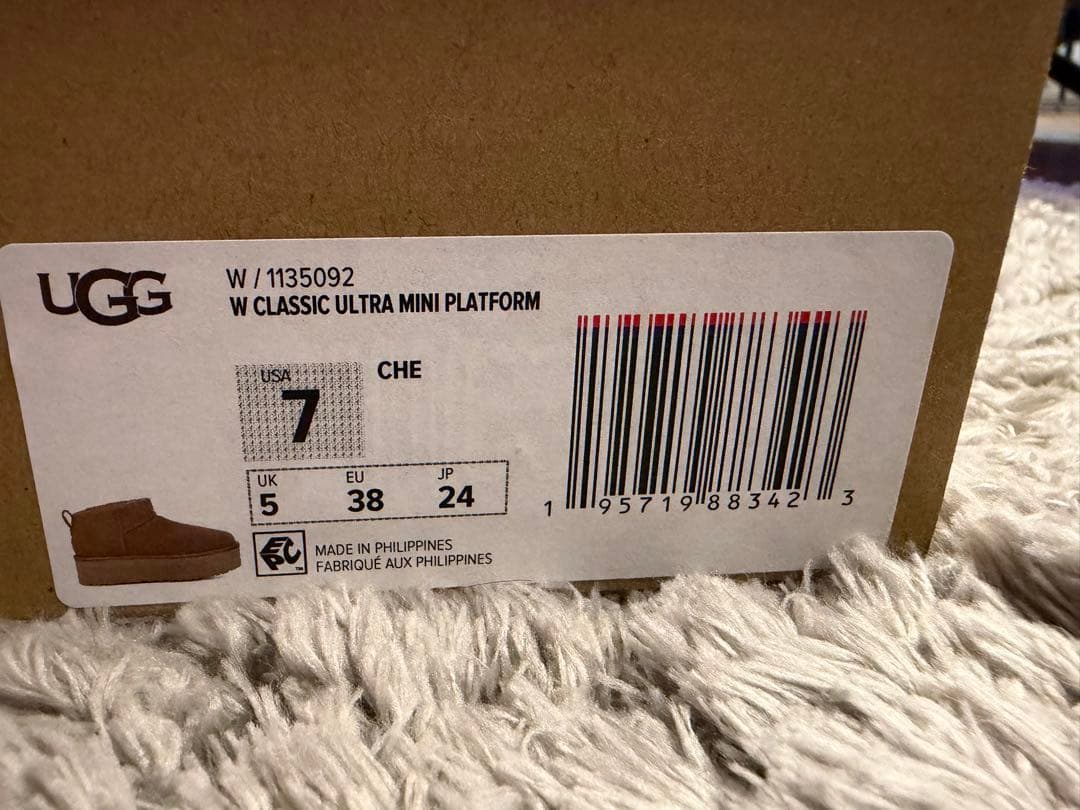 UGG
W / 1135092
W CLASSIC ULTRA MINI PLATFORM
USA
7
CHE
UK EU JP
5 38 24
EPC
MADE IN PHILIPPINES
FABRIQUÉ AUX PHILIPPINES
1 95719 88342 3